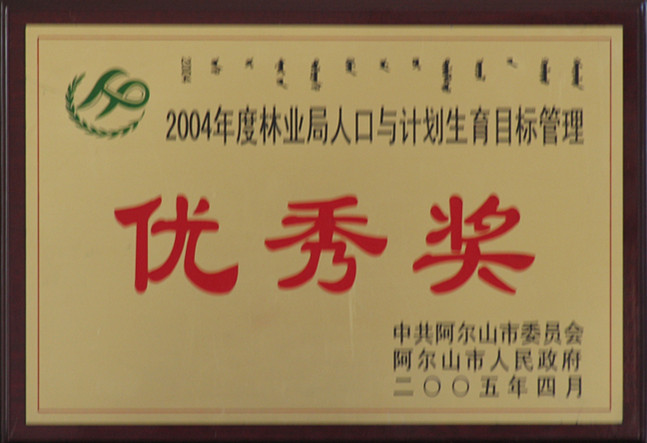 2004年度林业局人口与计划生育目标管理
优秀奖
中共阿尔山市委员会
阿尔山市人民政府
二〇〇五年四月